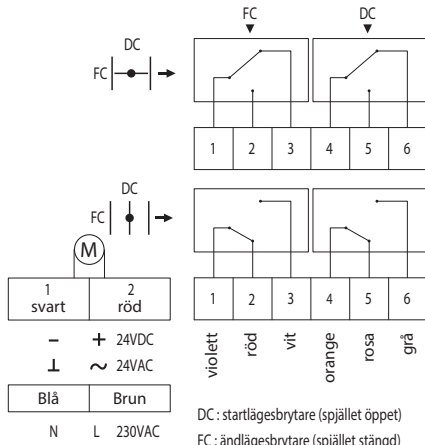 FC DC
DC
FC
1 2 3 4 5 6
DC
FC
M
1 2
svart röd
1 2 3 4 5 6
violett röd vit orange rosa grå
– + 24VDC
⊥ ~ 24VAC
Blå Brun
N L 230VAC
DC : startlägesbrytare (spjället öppet)
FC : ändlägesbrytare (spjället stängd)